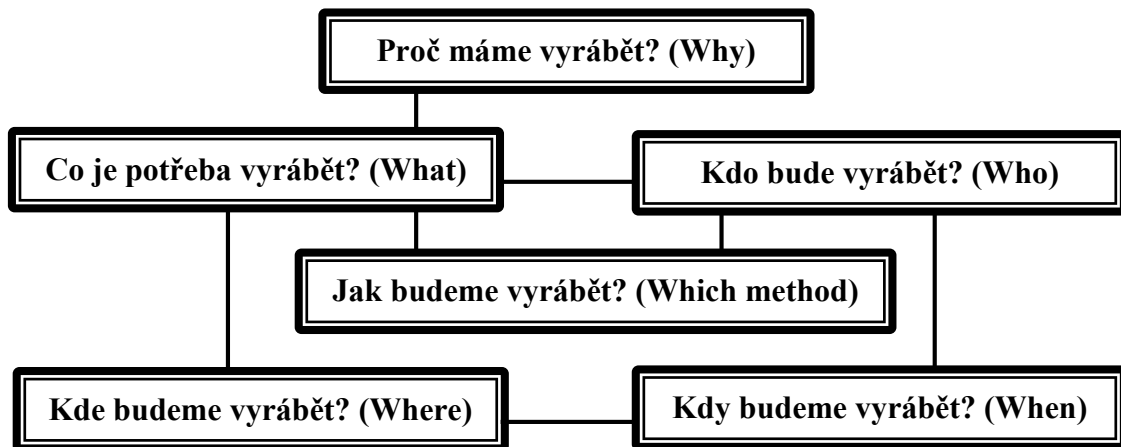 Proč máme vyrábět? (Why)
Co je potřeba vyrábět? (What)
Kdo bude vyrábět? (Who)
Jak budeme vyrábět? (Which method)
Kde budeme vyrábět? (Where)
Kdy budeme vyrábět? (When)